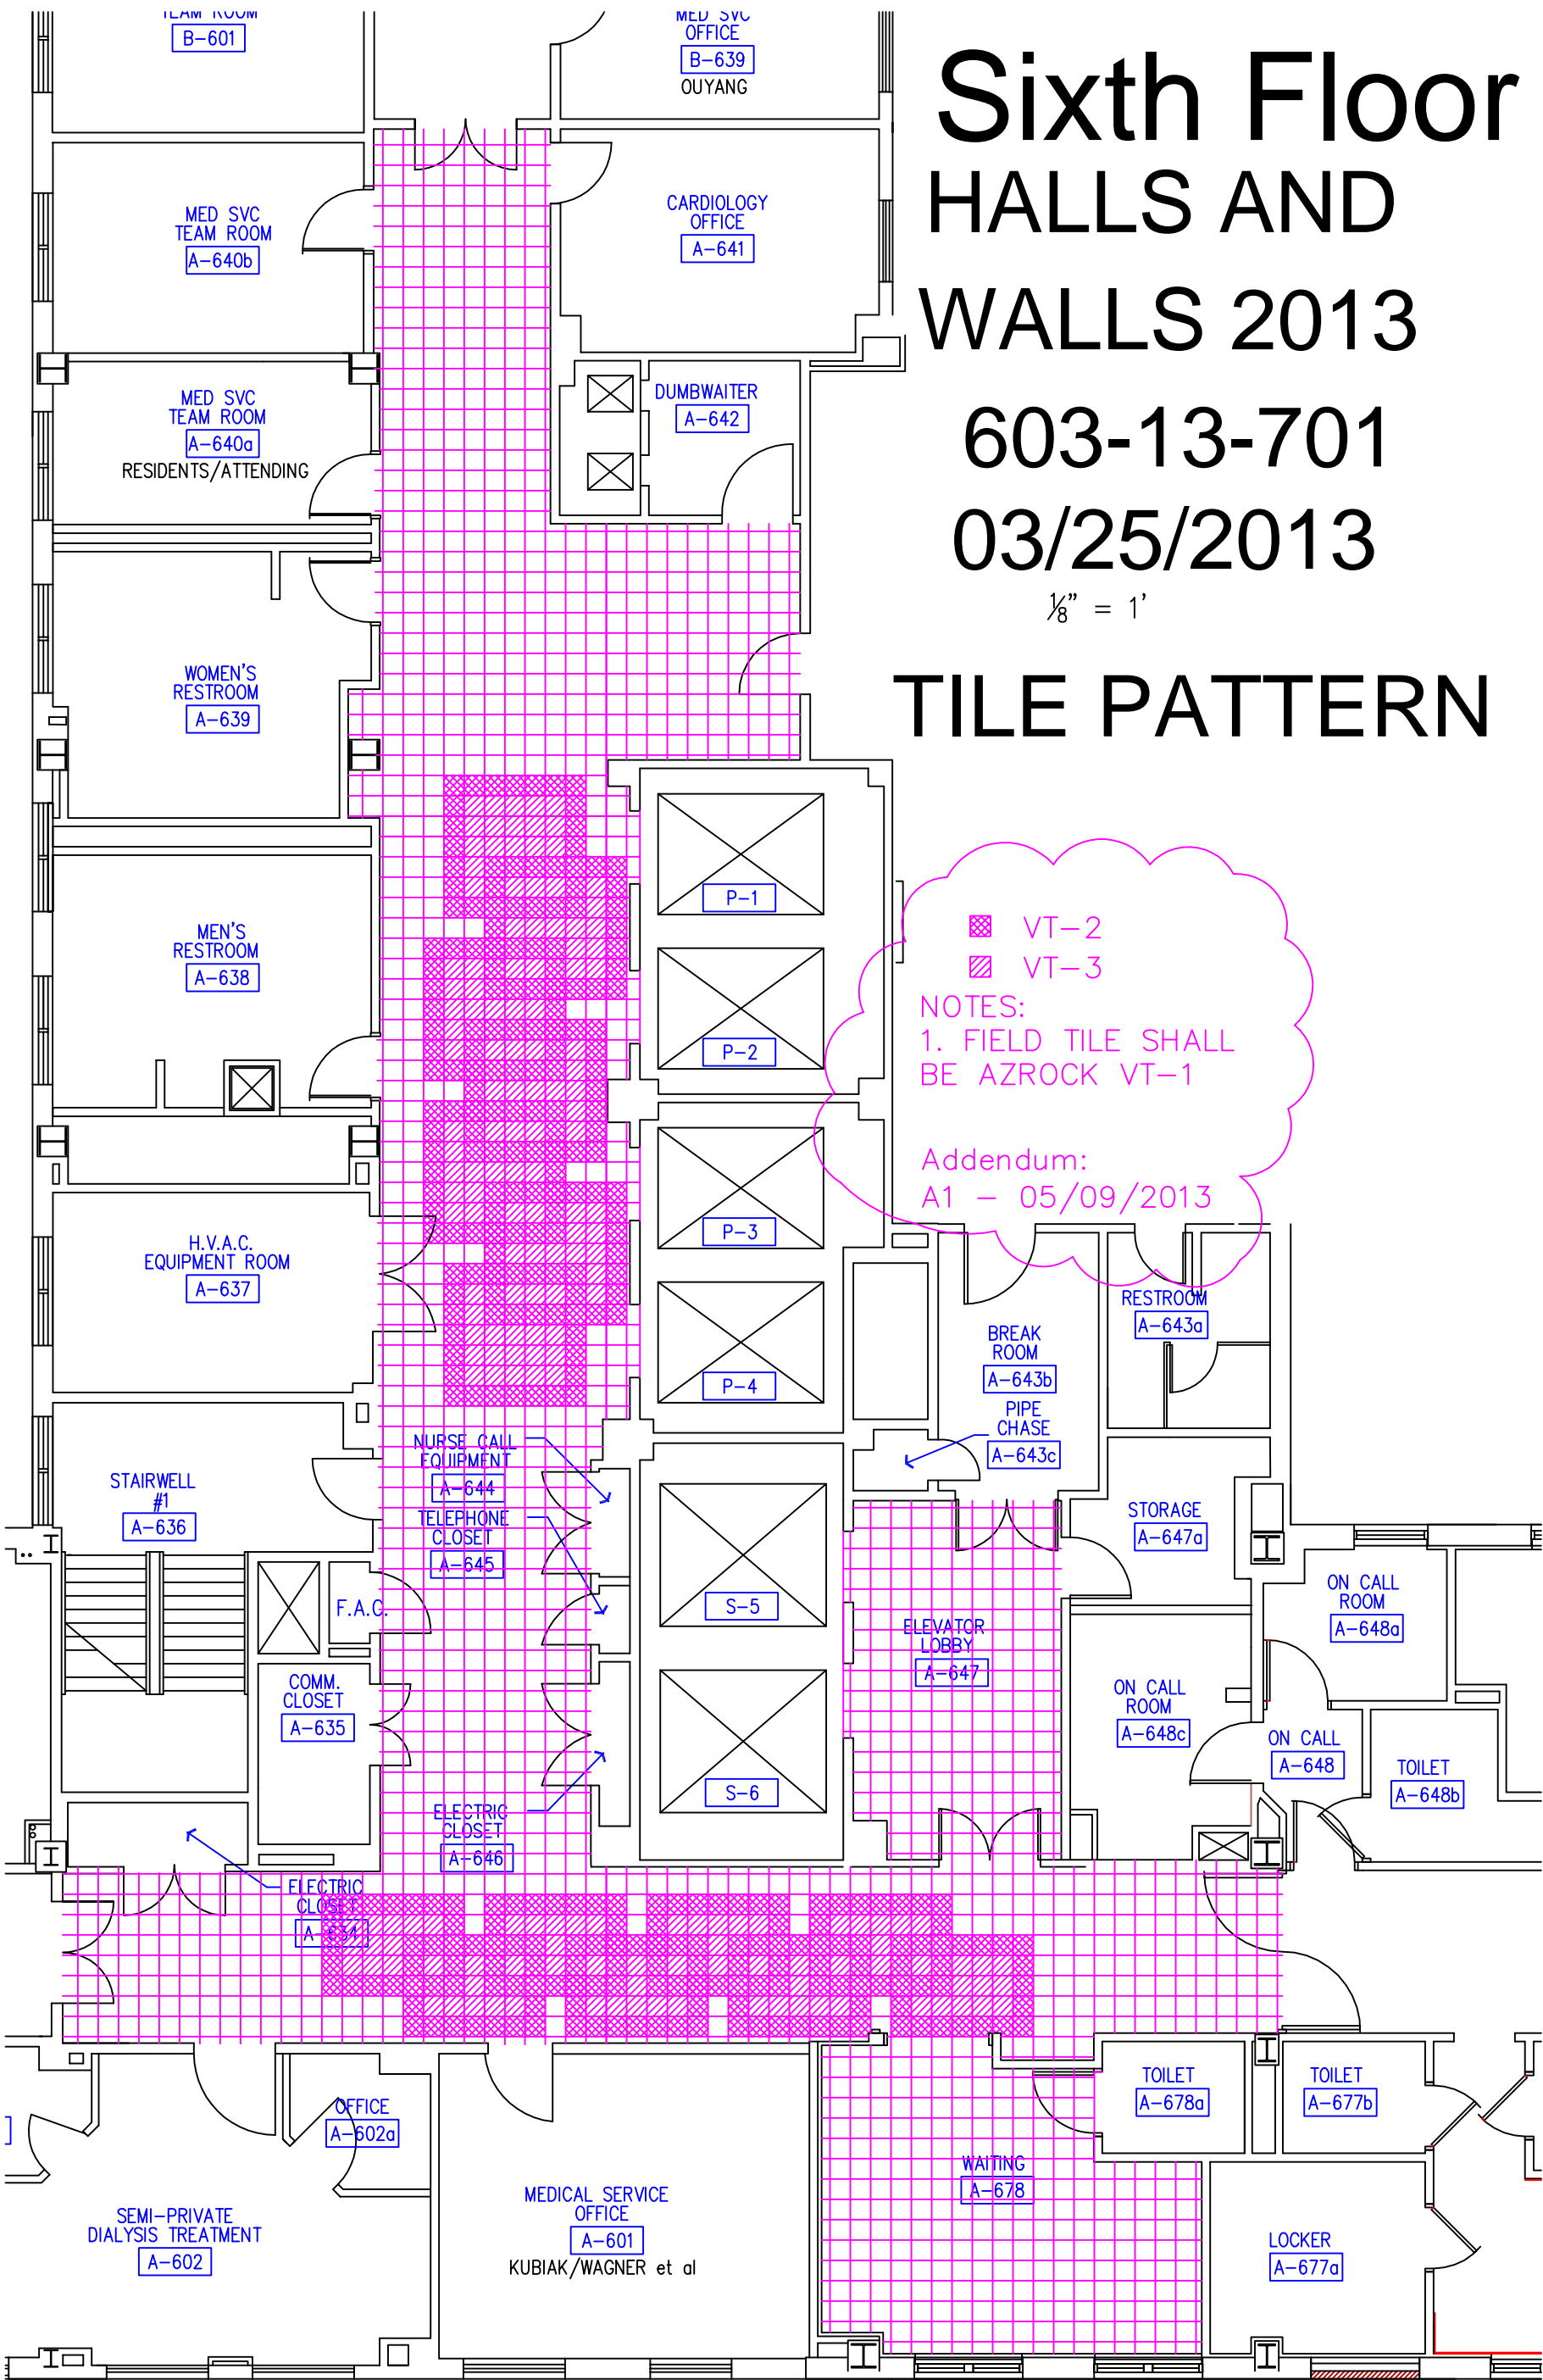 TEAM ROOM
B-601
MED SVC
OFFICE
B-639
OUYANG
Sixth Floor
HALLS AND
WALLS 2013
603-13-701
03/25/2013
⅛" = 1'
TILE PATTERN
MED SVC
TEAM ROOM
A-640b
CARDIOLOGY
OFFICE
A-641
MED SVC
TEAM ROOM
A-640a
RESIDENTS/ATTENDING
DUMBWAITER
A-642
WOMEN'S
RESTROOM
A-639
MEN'S
RESTROOM
A-638
P-1
P-2
P-3
P-4
VT-2
VT-3
NOTES:
1. FIELD TILE SHALL
BE AZROCK VT-1
Addendum:
A1 - 05/09/2013
H.V.A.C.
EQUIPMENT ROOM
A-637
RESTROOM
A-643a
BREAK
ROOM
A-643b
PIPE
CHASE
A-643c
NURSE CALL
EQUIPMENT
A-644
TELEPHONE
CLOSET
A-645
STAIRWELL
#1
A-636
F.A.C.
COMM.
CLOSET
A-635
S-5
S-6
ELEVATOR
LOBBY
A-647
STORAGE
A-647a
ON CALL
ROOM
A-648a
ON CALL
ROOM
A-648c
ON CALL
A-648
TOILET
A-648b
ELECTRIC
CLOSET
A-646
ELECTRIC
CLOSET
A-634
OFFICE
A-602a
TOILET
A-678a
TOILET
A-677b
WAITING
A-678
SEMI-PRIVATE
DIALYSIS TREATMENT
A-602
MEDICAL SERVICE
OFFICE
A-601
KUBIAK/WAGNER et al
LOCKER
A-677a